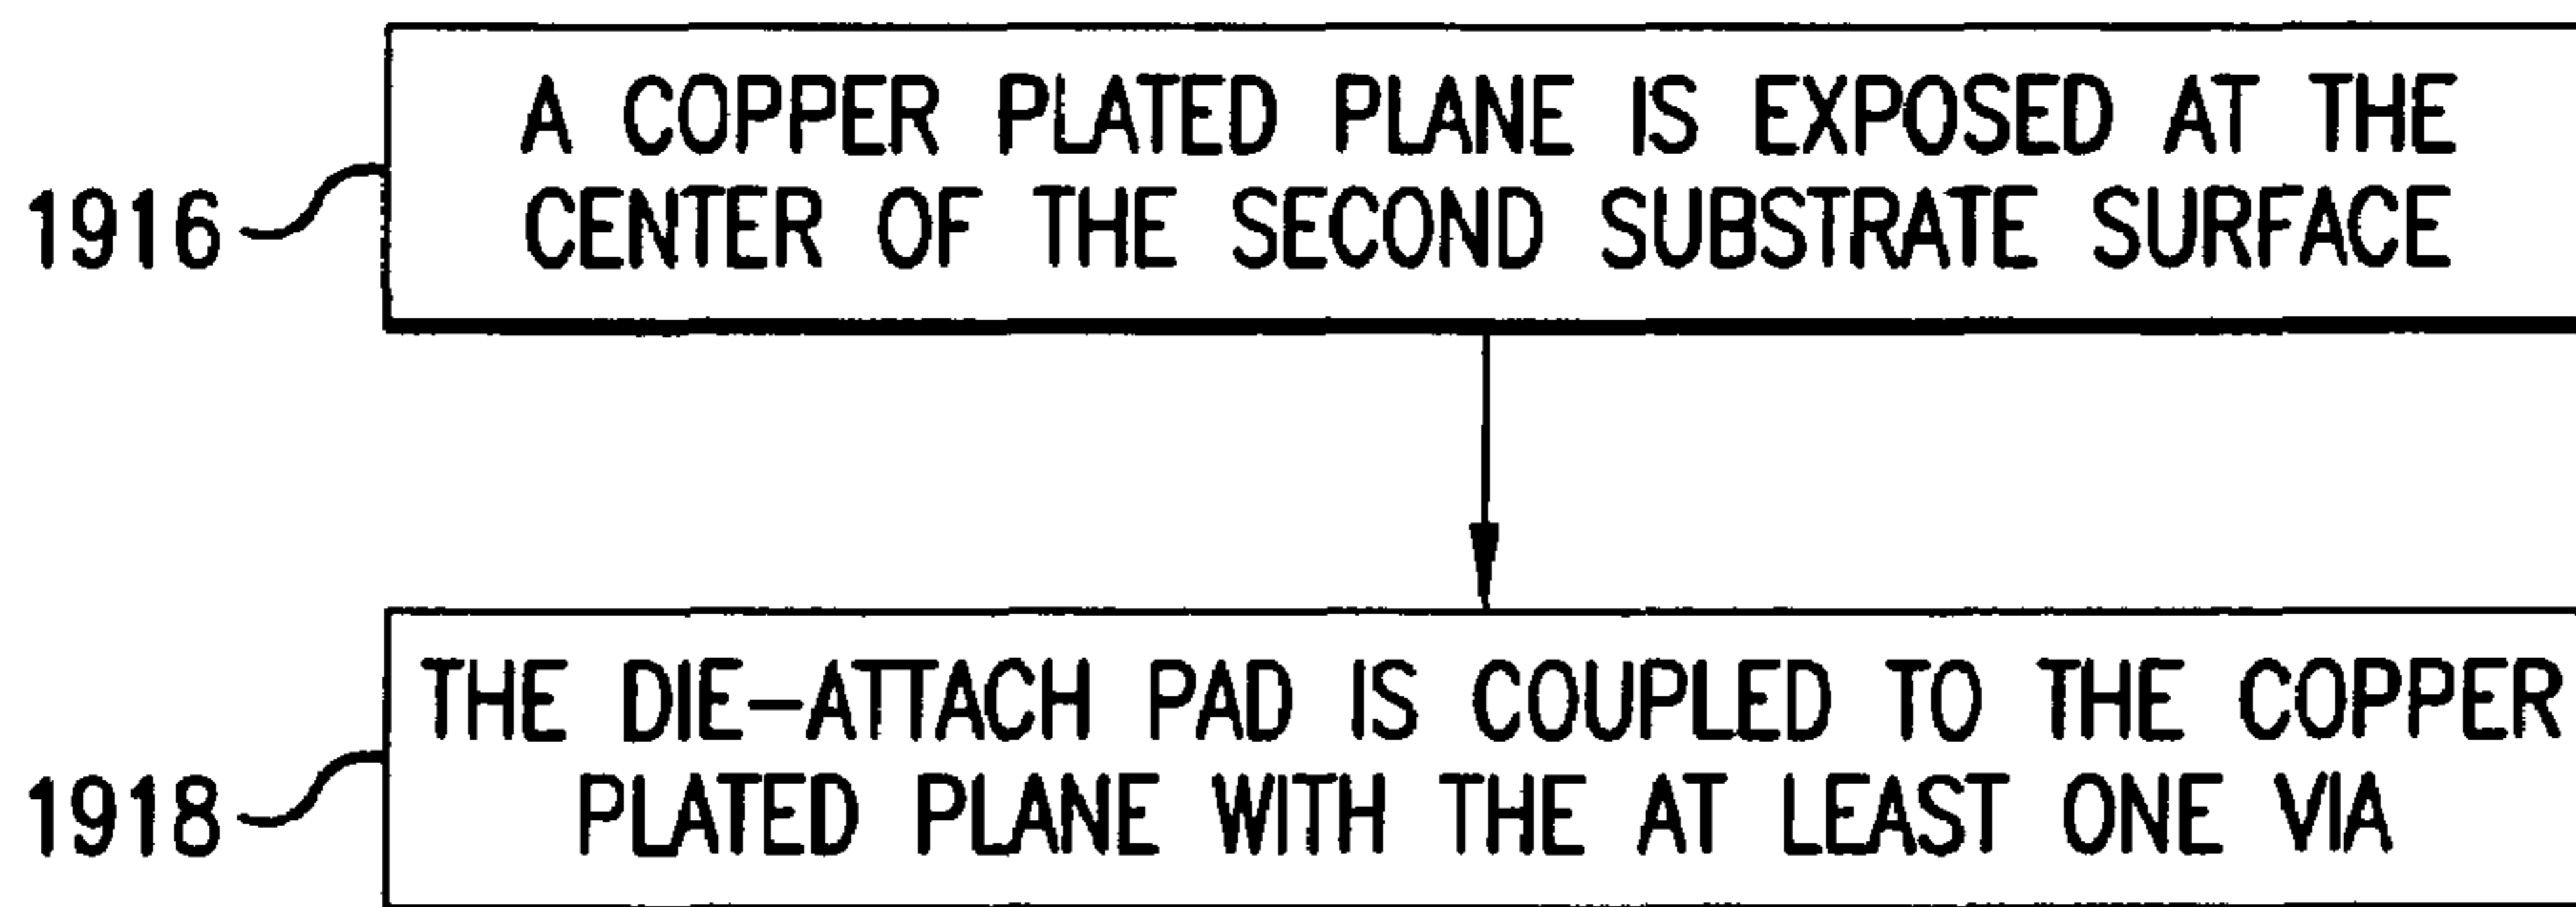 A COPPER PLATED PLANE IS EXPOSED AT THE
CENTER OF THE SECOND SUBSTRATE SURFACE
1916
THE DIE-ATTACH PAD IS COUPLED TO THE COPPER
PLATED PLANE WITH THE AT LEAST ONE VIA
1918